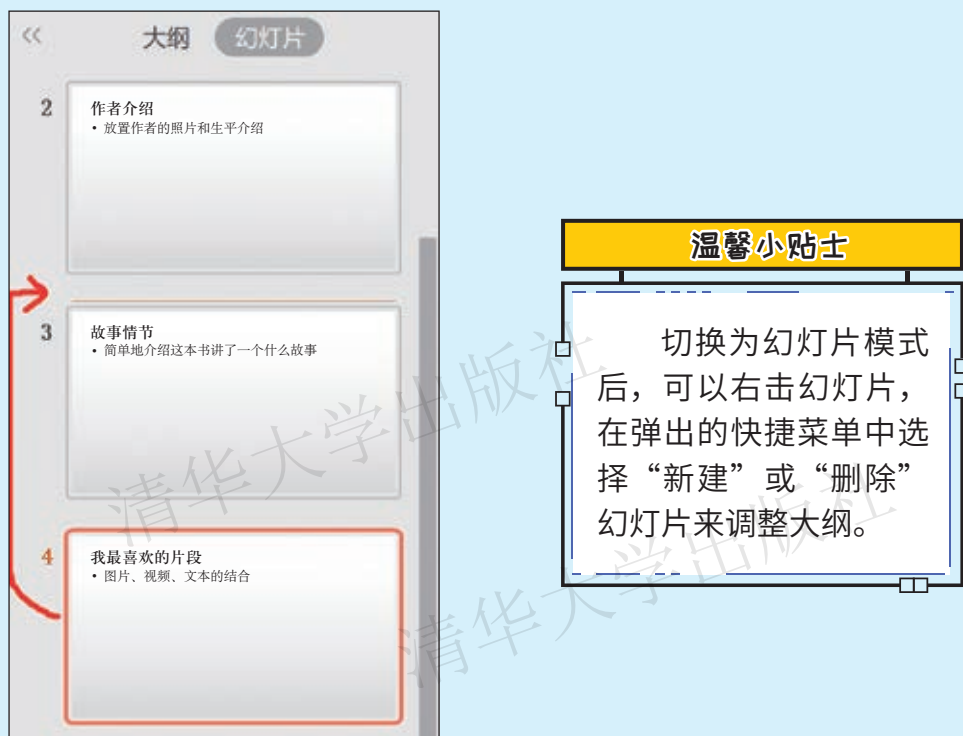 大纲 幻灯片
2
作者介绍
• 放置作者的照片和生平介绍
3
故事情节
• 简单地介绍这本书讲了一个什么故事
4
我最喜欢的片段
• 图片、视频、文本的结合
温馨小贴士
切换为幻灯片模式
后，可以右击幻灯片，
在弹出的快捷菜单中选
择“新建”或“删除”
幻灯片来调整大纲。
清华大学出版社
清华大学出版社